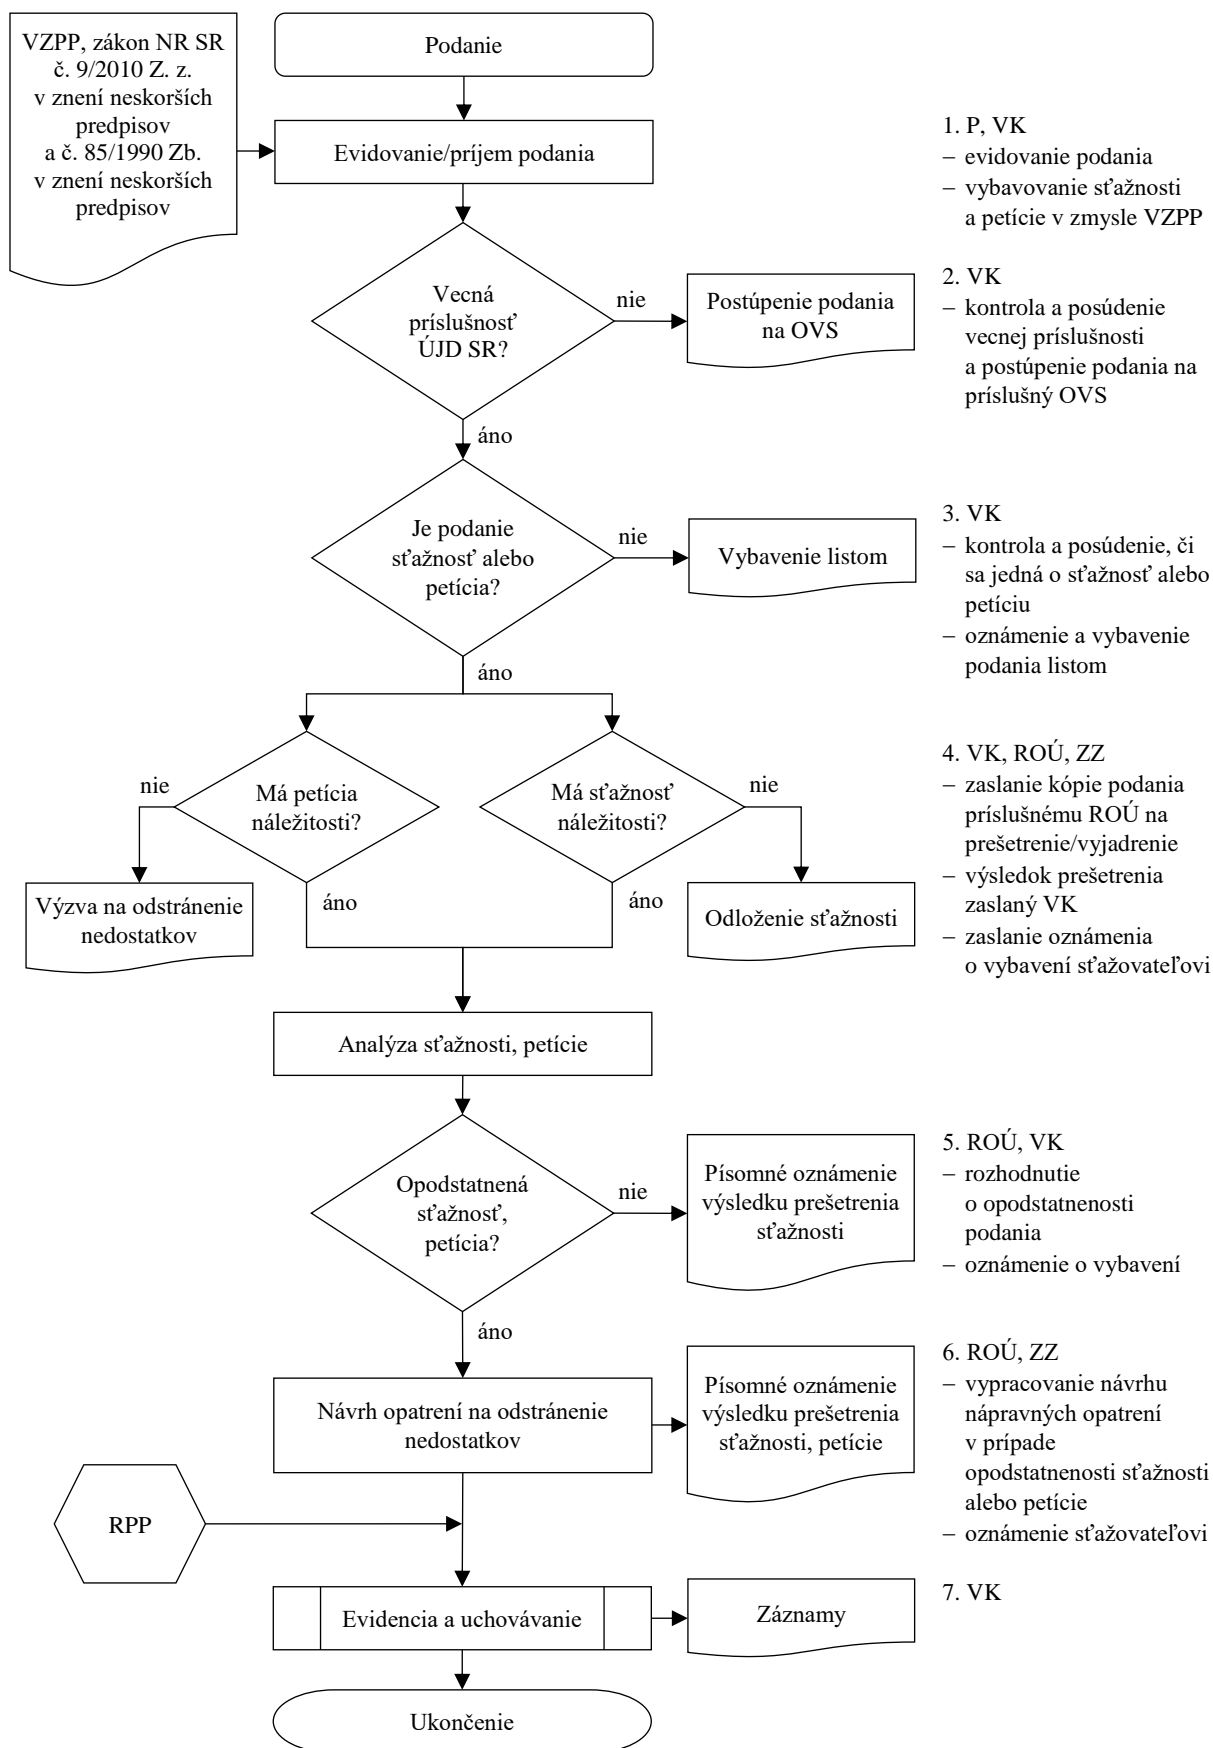 VZPP, zákon NR SR
č. 9/2010 Z. z.
v znení neskorších
predpisov
a č. 85/1990 Zb.
v znení neskorších
predpisov
Podanie
Evidovanie/príjem podania
1. P, VK
– evidovanie podania
– vybavovanie sťažnosti
a petície v zmysle VZPP
Vecná
príslušnosť
ÚJD SR?
nie
Postúpenie podania
na OVS
2. VK
– kontrola a posúdenie
vecnej príslušnosti
a postúpenie podania na
príslušný OVS
áno
Je podanie
sťažnosť alebo
petícia?
nie
Vybavenie listom
3. VK
– kontrola a posúdenie, či
sa jedná o sťažnosť alebo
petíciu
– oznámenie a vybavenie
podania listom
áno
nie
Má petícia
náležitosti?
Má sťažnosť
náležitosti?
nie
4. VK, ROÚ, ZZ
– zaslanie kópie podania
príslušnému ROÚ na
prešetrenie/vyjadrenie
– výsledok prešetrenia
zaslaný VK
– zaslanie oznámenia
o vybavení sťažovateľovi
Výzva na odstránenie
nedostatkov
áno
áno
Odloženie sťažnosti
Analýza sťažnosti, petície
Opodstatnená
sťažnosť,
petícia?
nie
Písomné oznámenie
výsledku prešetrenia
sťažnosti
5. ROÚ, VK
– rozhodnutie
o opodstatnenosti
podania
– oznámenie o vybavení
áno
Návrh opatrení na odstránenie
nedostatkov
Písomné oznámenie
výsledku prešetrenia
sťažnosti, petície
6. ROÚ, ZZ
– vypracovanie návrhu
nápravných opatrení
v prípade
opodstatnenosti sťažnosti
alebo petície
– oznámenie sťažovateľovi
RPP
Evidencia a uchovávanie
Záznamy
7. VK
Ukončenie